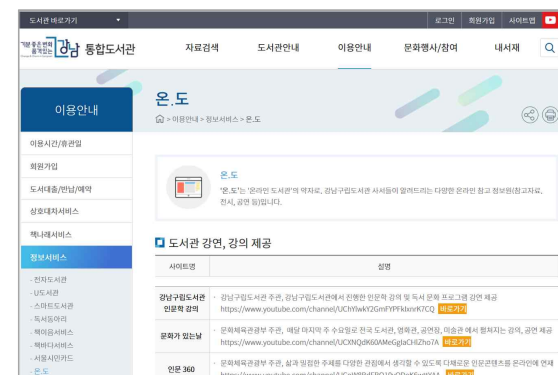 도서관 바로가기
로그인 회원가입 사이트맵
강남 통합도서관
자료검색 도서관안내 이용안내 문화행사/참여 내서재
이용안내
이용시간/휴관일
회원가입
도서대출/반납/예약
상호대차서비스
책나래서비스
정보서비스
- 전자도서관
- U도서관
- 스마트도서관
- 독서동아리
- 책이음서비스
- 책바다서비스
- 서울시민카드
- 온.도
온.도
> 이용안내 > 정보서비스 > 온.도
온.도
'온.도'는 '온라인 도서관'의 약자로, 강남구립도서관 사서들이 알려드리는 다양한 온라인 참고 정보원(참고자료,
전시, 공연 등)입니다.
도서관 강연, 강의 제공
사이트명 설명
강남구립도서관
인문학 강의
· 강남구립도서관 주관, 강남구립도서관에서 진행한 인문학 강의 및 독서 문화 프로그램 강연 제공
바로가기
문화가 있는날
· 문화체육관광부 주관, 매달 마지막 주 수요일로 전국 도서관, 영화관, 공연장, 미술관 에서 펼쳐지는 강의, 공연 제공
바로가기
인문 360
· 문화체육관광부 주관, 삶과 밀접한 주제를 다양한 관점에서 생각할 수 있도록 다채로운 인문콘텐츠를 온라인에 연재